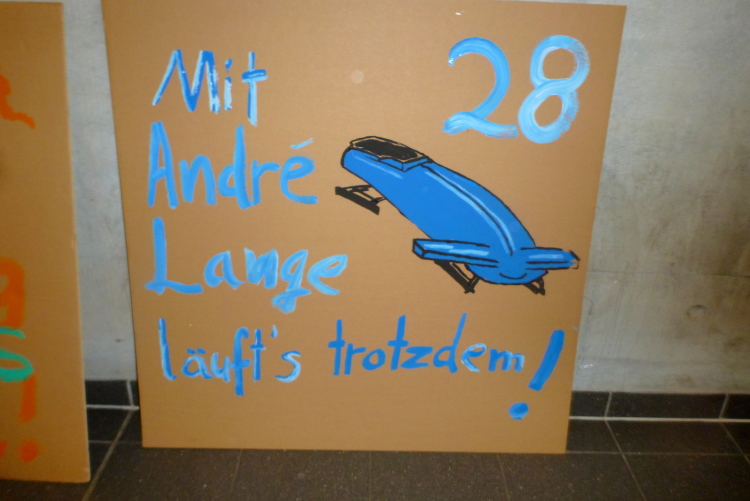 Mit
28
André
Lange
läuft's trotzdem!